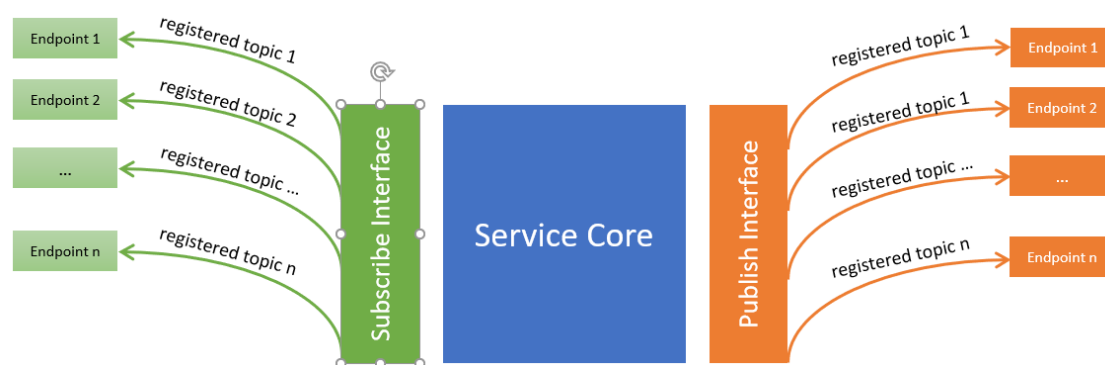 Endpoint 1
registered topic 1
Endpoint 2
registered topic 2
...
registered topic ...
Endpoint n
registered topic n
Subscribe Interface
Service Core
Publish Interface
registered topic 1
Endpoint 1
registered topic 1
Endpoint 2
registered topic ...
...
registered topic n
Endpoint n